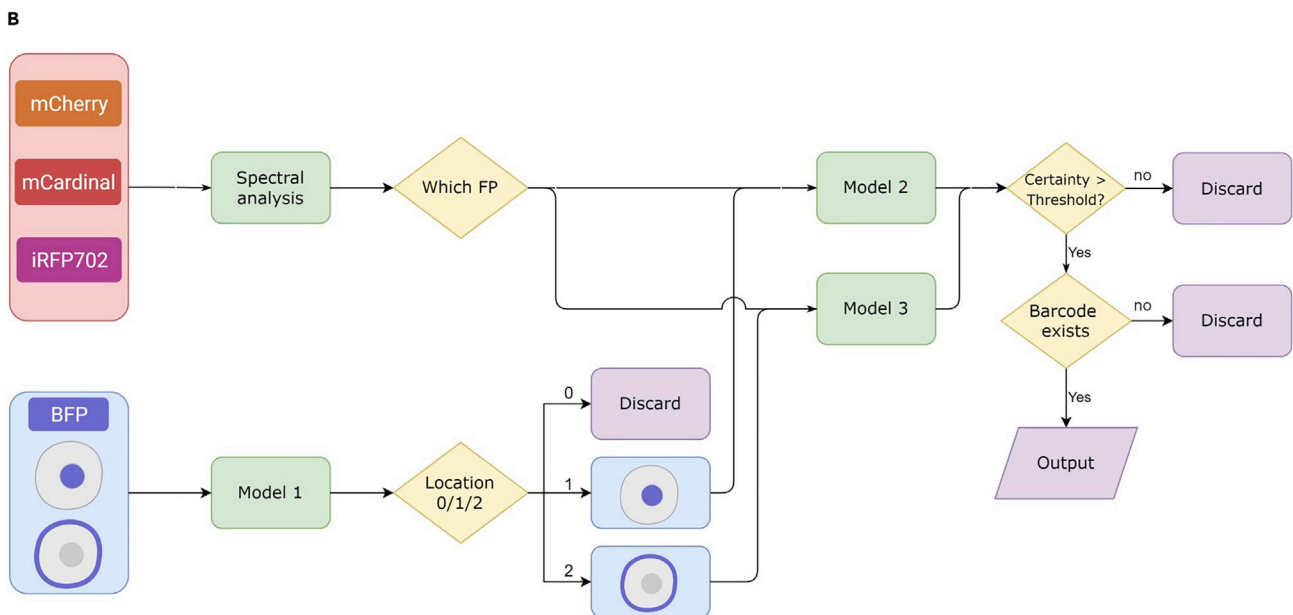 B
mCherry
mCardinal
iRFP702
Spectral
analysis
Which FP
Model 2
Certainty >
Threshold?
no
Discard
Yes
Model 3
Barcode
exists
no
Discard
Yes
Output
BFP
Model 1
Location
0/1/2
0
Discard
1
2